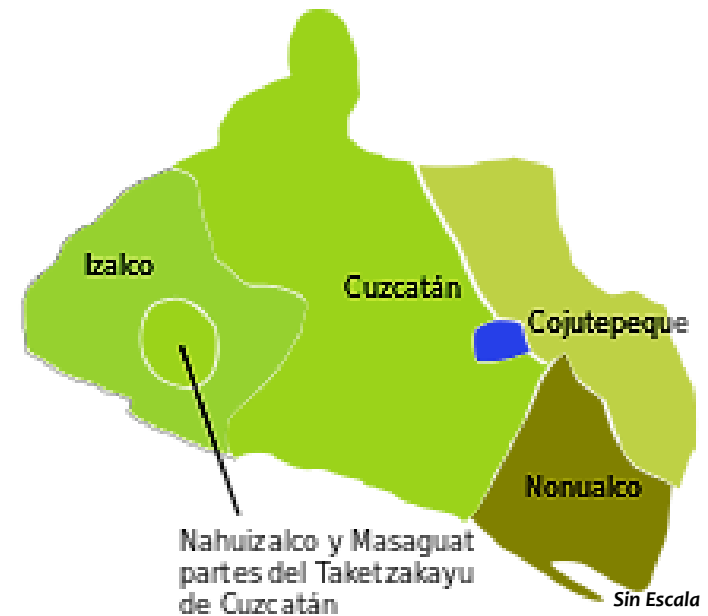 Izalco
Cuzcatán
Cojutepeque
Nonualco
Nahuizalco y Masaguat
partes del Taketzakayu
de Cuzcatán
Sin Escala